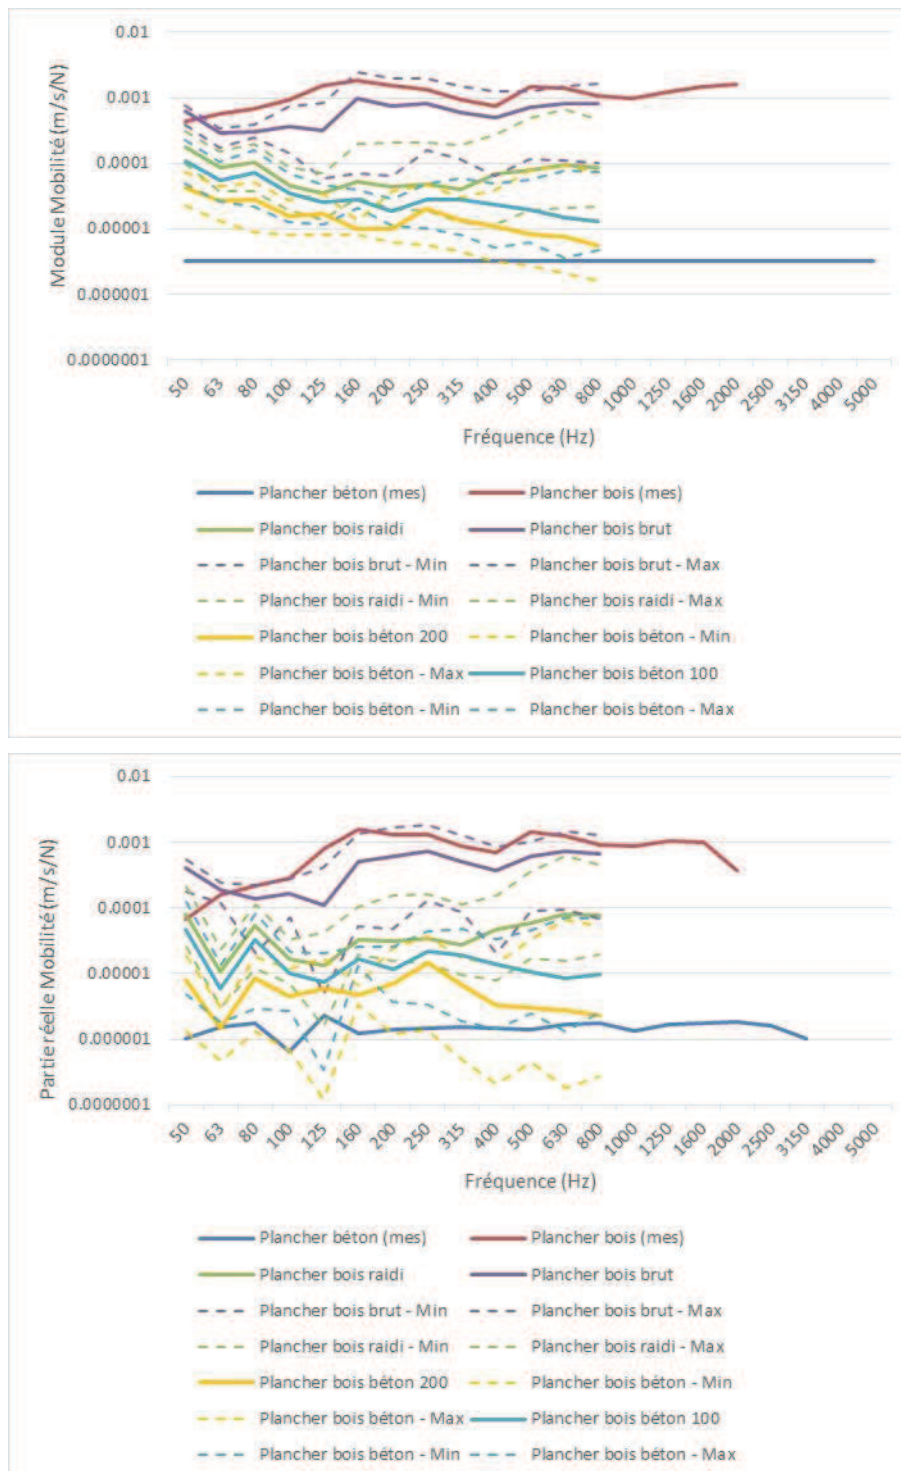 0.01
0.001
0.0001
0.00001
0.000001
0.0000001
Module Mobilité (m/s/N)
50 63 80 100 125 160 200 250 315 400 500 630 800 1000 1250 1600 2000 2500 3150 4000 5000
Fréquence (Hz)
Plancher béton (mes) Plancher bois (mes)
Plancher bois raidi Plancher bois brut
Plancher bois brut - Min Plancher bois brut - Max
Plancher bois raidi - Min Plancher bois raidi - Max
Plancher bois béton 200 Plancher bois béton - Min
Plancher bois béton - Max Plancher bois béton 100
Plancher bois béton - Min Plancher bois béton - Max
0.01
0.001
0.0001
0.00001
0.000001
0.0000001
Partie réelle Mobilité (m/s/N)
50 63 80 100 125 160 200 250 315 400 500 630 800 1000 1250 1600 2000 2500 3150 4000 5000
Fréquence (Hz)
Plancher béton (mes) Plancher bois (mes)
Plancher bois raidi Plancher bois brut
Plancher bois brut - Min Plancher bois brut - Max
Plancher bois raidi - Min Plancher bois raidi - Max
Plancher bois béton 200 Plancher bois béton - Min
Plancher bois béton - Max Plancher bois béton 100
Plancher bois béton - Min Plancher bois béton - Max